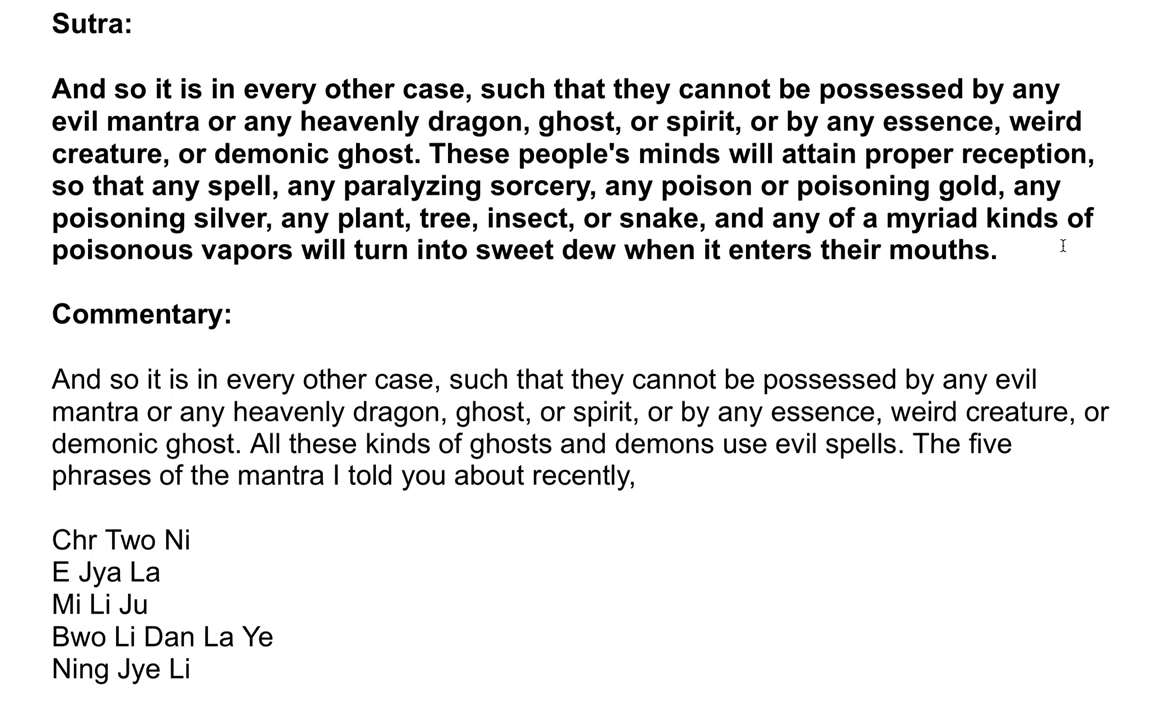 Sutra:
And so it is in every other case, such that they cannot be possessed by any
evil mantra or any heavenly dragon, ghost, or spirit, or by any essence, weird
creature, or demonic ghost. These people's minds will attain proper reception,
so that any spell, any paralyzing sorcery, any poison or poisoning gold, any
poisoning silver, any plant, tree, insect, or snake, and any of a myriad kinds of
poisonous vapors will turn into sweet dew when it enters their mouths.
Commentary:
And so it is in every other case, such that they cannot be possessed by any evil
mantra or any heavenly dragon, ghost, or spirit, or by any essence, weird creature, or
demonic ghost. All these kinds of ghosts and demons use evil spells. The five
phrases of the mantra I told you about recently,
Chr Two Ni
E Jya La
Mi Li Ju
Bwo Li Dan La Ye
Ning Jye Li